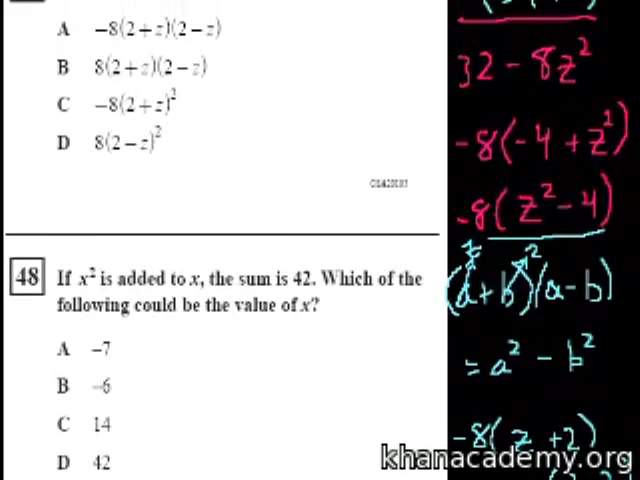 A −8(2+z)(2−z)
B 8(2+z)(2−z)
C −8(2+z)²
D 8(2−z)²
48 If x² is added to x, the sum is 42. Which of the
following could be the value of x?
A −7
B −6
C 14
D 42
32 - 8z²
-8(-4 + z²)
-8(z² - 4)
(a+b)(a-b)
= a² - b²
-8(z +2)
khanacademy.org